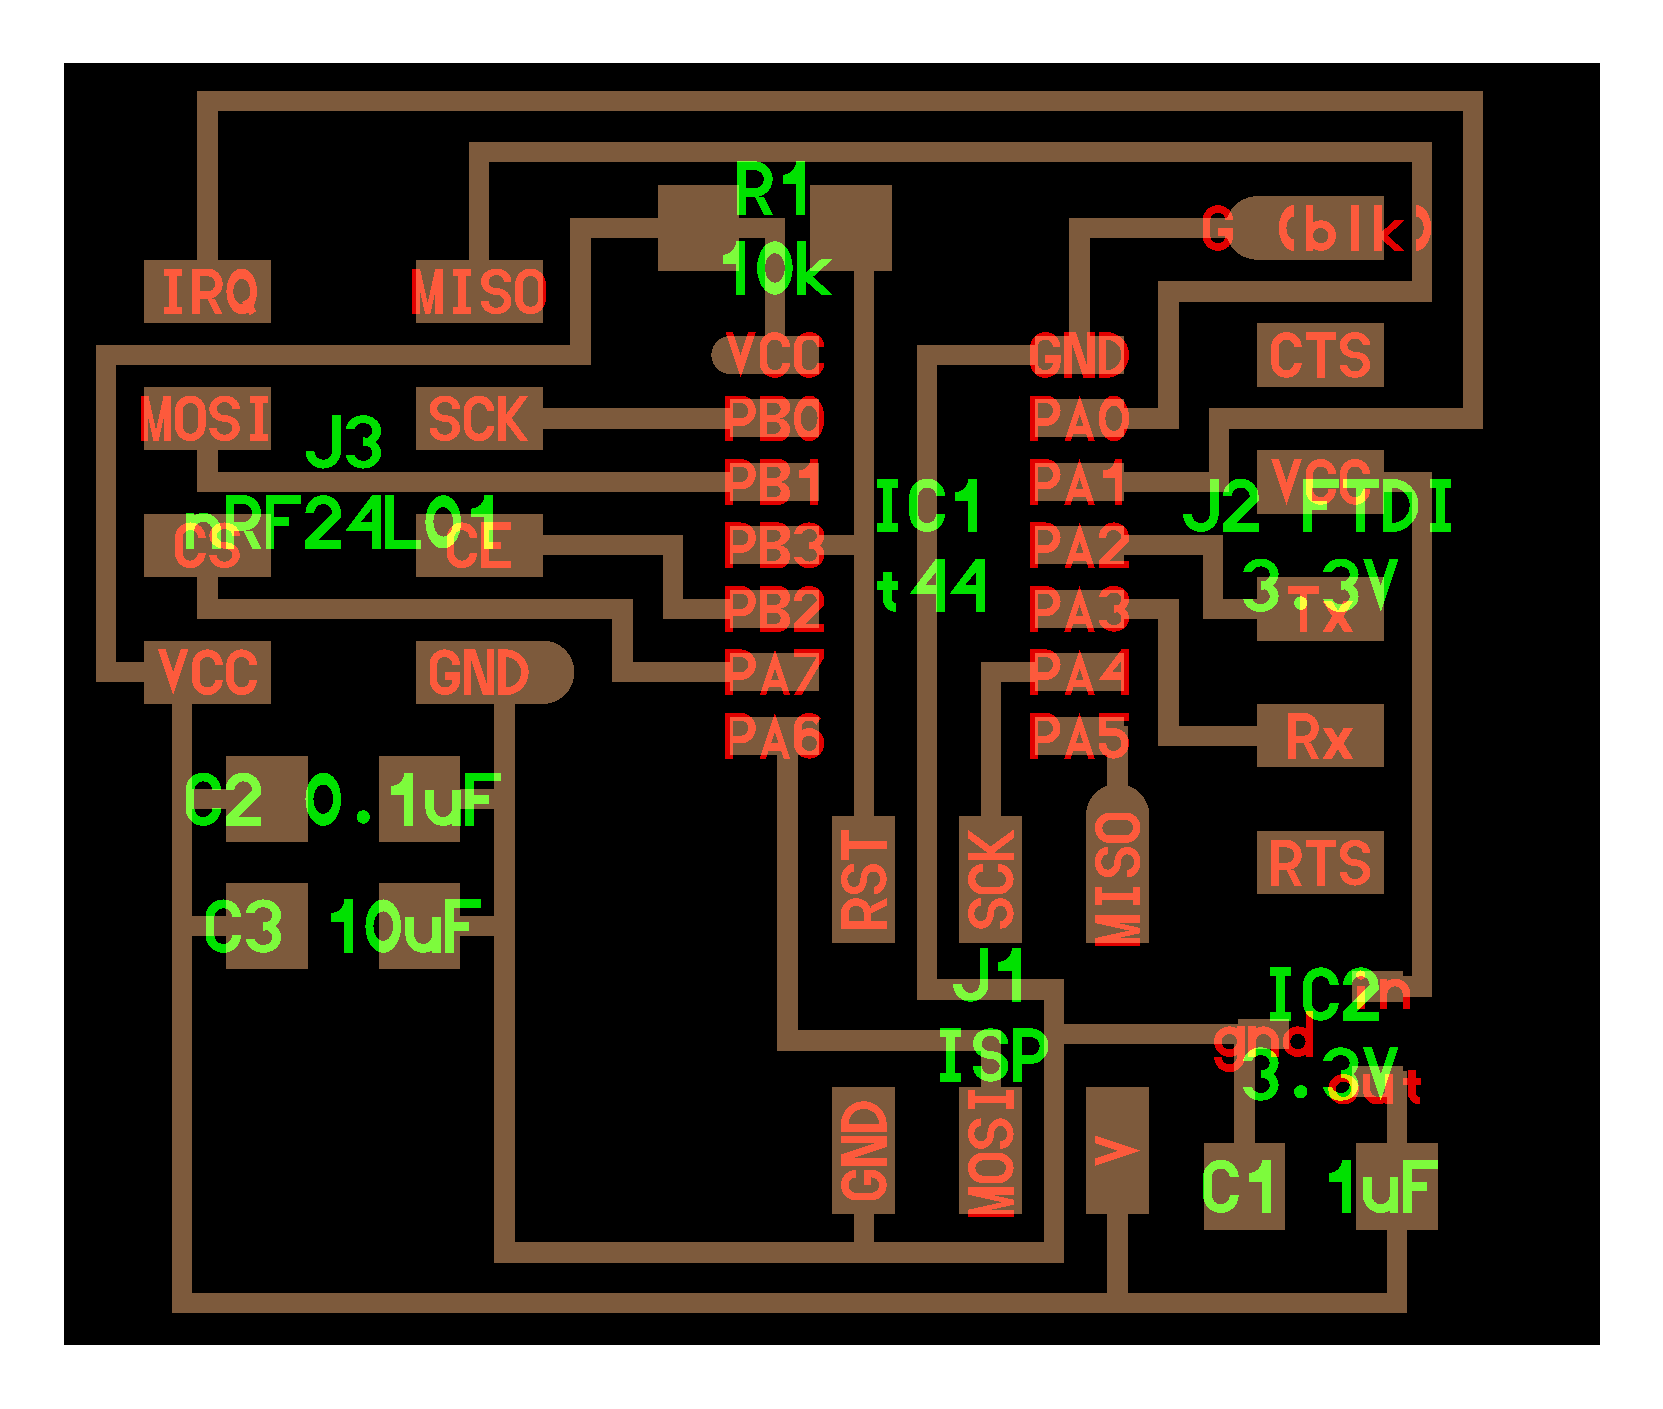 R1
10k
G (blk)
IRQ
MISO
VCC
GND
CTS
MOSI
SCK
PB0
PA0
J3
PB1
PA1
VCC
nRF24L01
IC1
J2 FTDI
CS
CE
PB3
PA2
t44
3.3V
PB2
PA3
Tx
VCC
GND
PA7
PA4
PA6
PA5
Rx
C2 0.1uF
RST
SCK
MISO
RTS
C3 10uF
J1
IC2
in
ISP
gnd
3.3V
out
GND
MOSI
V
C1 1uF